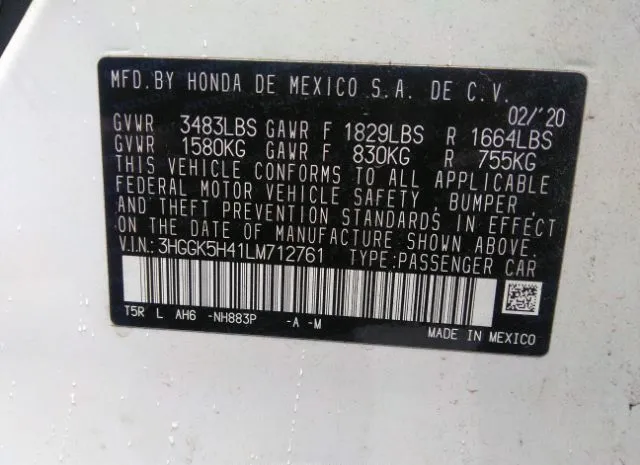 MFD. BY HONDA DE MEXICO S.A. DE C.V.
02/'20
GVWR 3483LBS GAWR F 1829LBS R 1664LBS
GVWR 1580KG GAWR F 830KG R 755KG
THIS VEHICLE CONFORMS TO ALL APPLICABLE
FEDERAL MOTOR VEHICLE SAFETY, BUMPER,
AND THEFT PREVENTION STANDARDS IN EFFECT
ON THE DATE OF MANUFACTURE SHOWN ABOVE.
V.I.N.: 3HGGK5H41LM712761 TYPE:PASSENGER CAR
T5R L AH6 -NH883P -A -M
MADE IN MEXICO